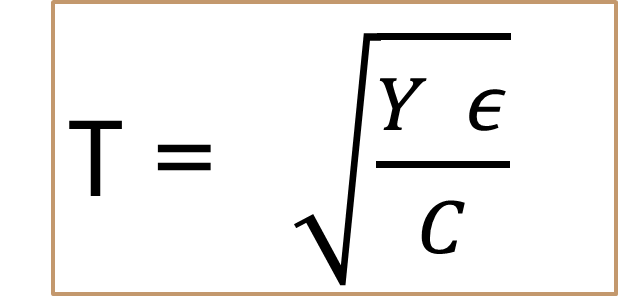 T = √(Y ϵ / C)